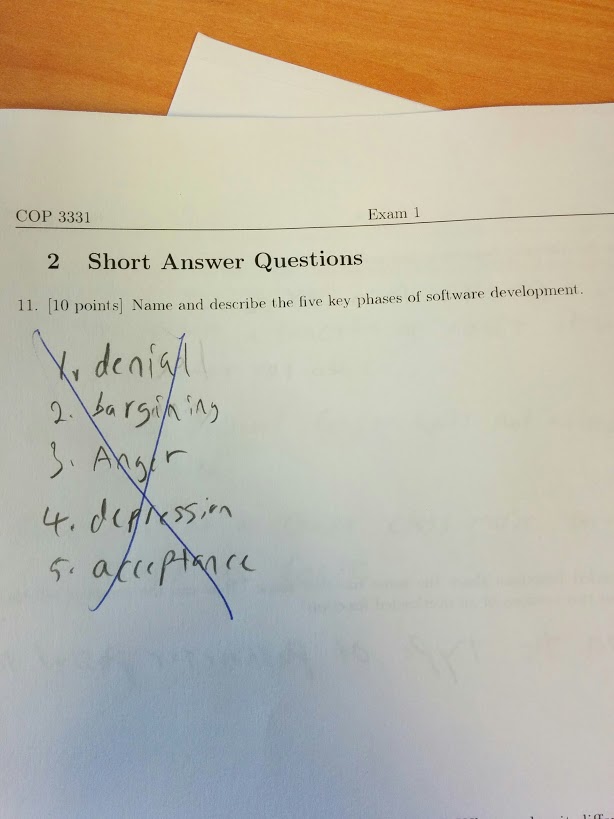 COP 3331 Exam 1
2 Short Answer Questions
11. [10 points] Name and describe the five key phases of software development.
1. denial
2. bargining
3. Anger
4. depression
5. acceptance